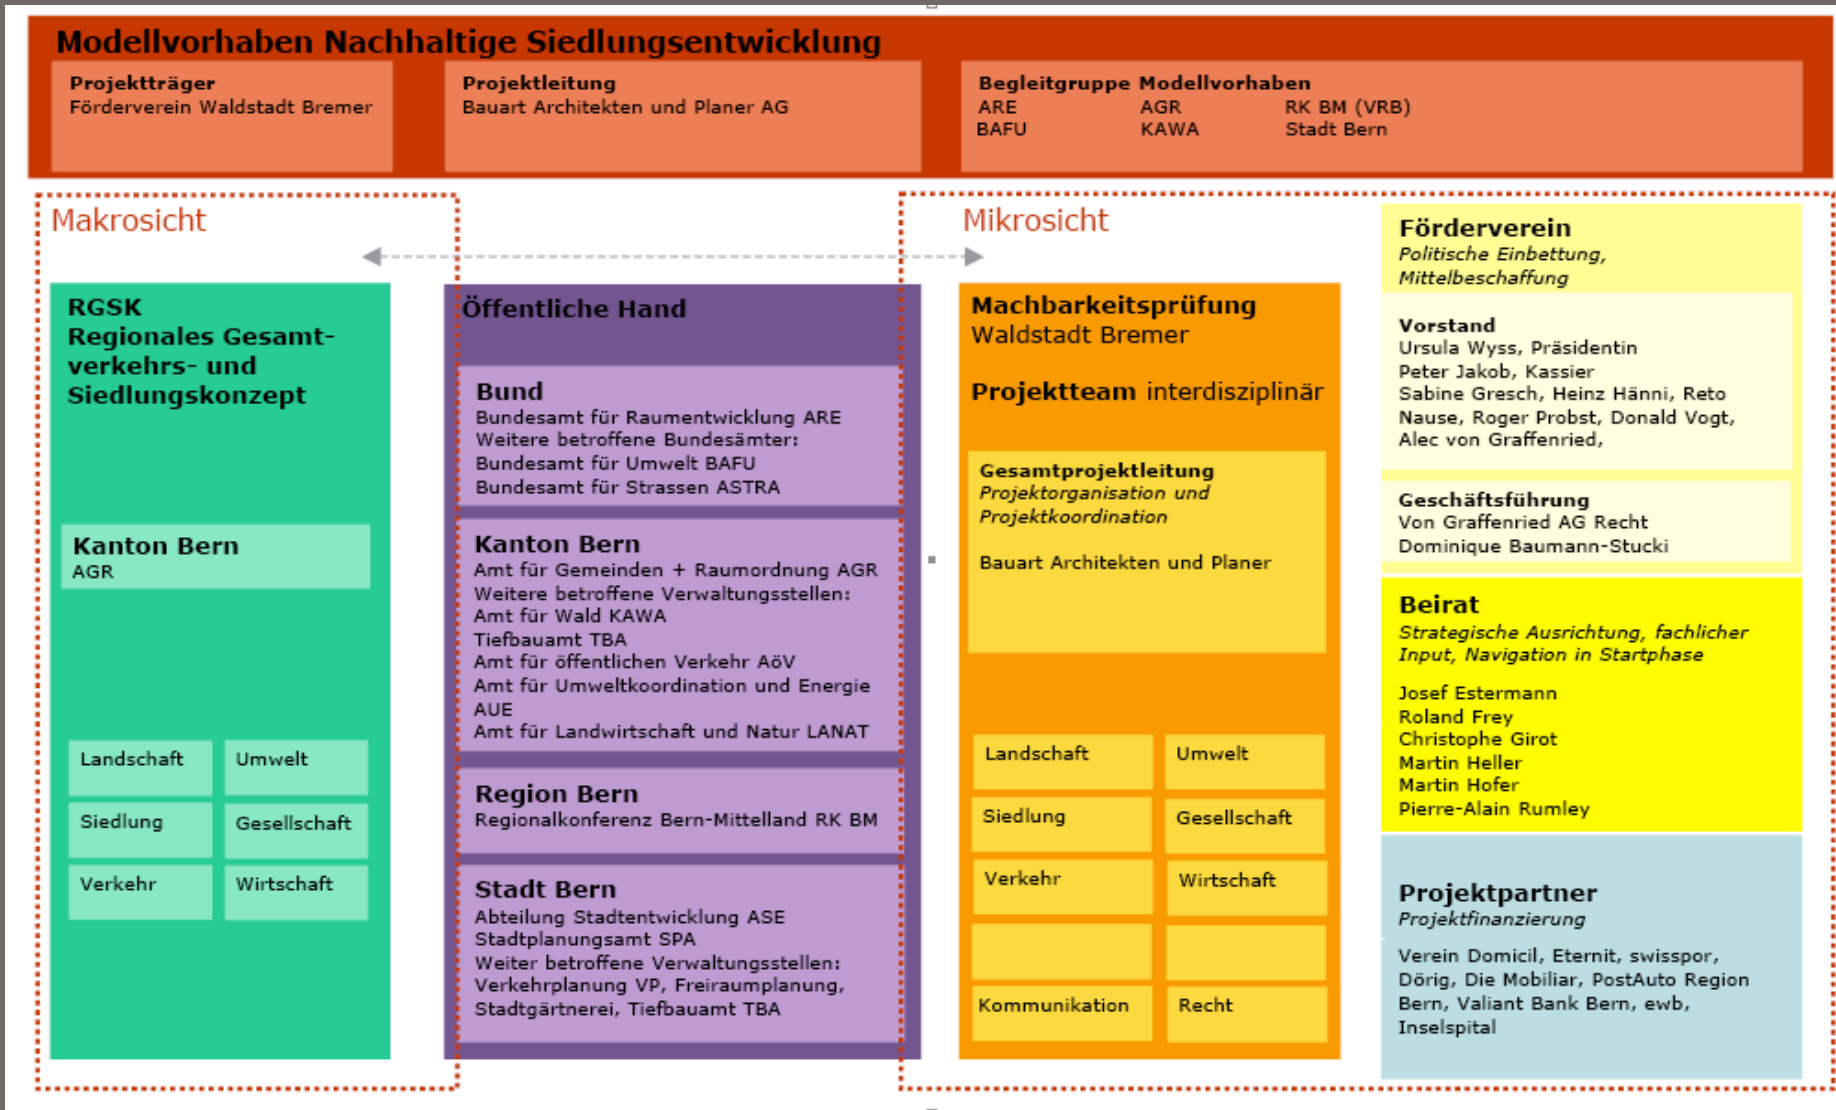 Modellvorhaben Nachhaltige Siedlungsentwicklung
Projektträger
Förderverein Waldstadt Bremer
Projektleitung
Bauart Architekten und Planer AG
Begleitgruppe Modellvorhaben
ARE AGR RK BM (VRB)
BAFU KAWA Stadt Bern
Makrosicht
RGSK
Regionales Gesamt-
verkehrs- und
Siedlungskonzept
Kanton Bern
AGR
Landschaft Umwelt
Siedlung Gesellschaft
Verkehr Wirtschaft
Öffentliche Hand
Bund
Bundesamt für Raumentwicklung ARE
Weitere betroffene Bundesämter:
Bundesamt für Umwelt BAFU
Bundesamt für Strassen ASTRA
Kanton Bern
Amt für Gemeinden + Raumordnung AGR
Weitere betroffene Verwaltungsstellen:
Amt für Wald KAWA
Tiefbauamt TBA
Amt für öffentlichen Verkehr AöV
Amt für Umweltkoordination und Energie
AUE
Amt für Landwirtschaft und Natur LANAT
Region Bern
Regionalkonferenz Bern-Mittelland RK BM
Stadt Bern
Abteilung Stadtentwicklung ASE
Stadtplanungsamt SPA
Weiter betroffene Verwaltungsstellen:
Verkehrplanung VP, Freiraumplanung,
Stadtgärtnerei, Tiefbauamt TBA
Mikrosicht
Machbarkeitsprüfung
Waldstadt Bremer
Projektteam interdisziplinär
Gesamtprojektleitung
Projektorganisation und
Projektkoordination
Bauart Architekten und Planer
Landschaft Umwelt
Siedlung Gesellschaft
Verkehr Wirtschaft
Kommunikation Recht
Förderverein
Politische Einbettung,
Mittelbeschaffung
Vorstand
Ursula Wyss, Präsidentin
Peter Jakob, Kassier
Sabine Gresch, Heinz Hänni, Reto
Nause, Roger Probst, Donald Vogt,
Alec von Graffenried,
Geschäftsführung
Von Graffenried AG Recht
Dominique Baumann-Stucki
Beirat
Strategische Ausrichtung, fachlicher
Input, Navigation in Startphase
Josef Estermann
Roland Frey
Christophe Girot
Martin Heller
Martin Hofer
Pierre-Alain Rumley
Projektpartner
Projektfinanzierung
Verein Domicil, Eternit, swisspor,
Dörig, Die Mobiliar, PostAuto Region
Bern, Valiant Bank Bern, ewb,
Inselspital